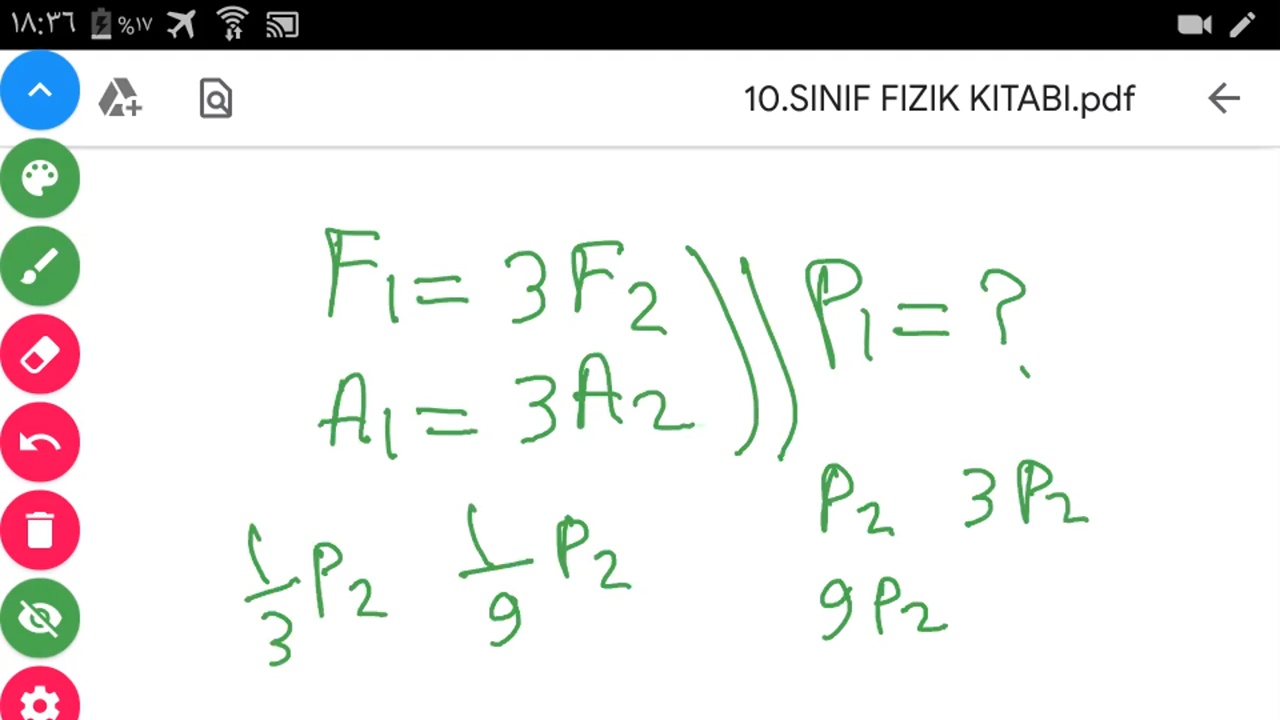 ١٨:٣٦ %١٧
10.SINIF FIZIK KITABI.pdf
F₁ = 3F₂
P₁ = ?
A₁ = 3A₂
P₂ 3P₂
1/3 P₂ 1/9 P₂
9P₂